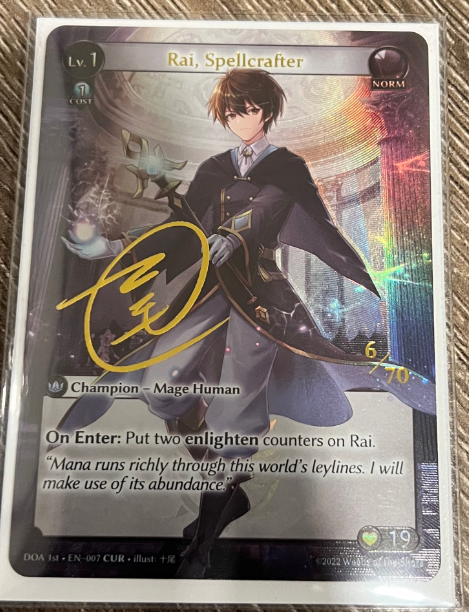 Lv. 1
Rai, Spellcrafter
NORM
1
COST
6/70
Champion – Mage Human
On Enter: Put two enlighten counters on Rai.
“Mana runs richly through this world’s leylines. I will
make use of its abundance.”
19
DOA 1st • EN-007 CUR • illust: 十尾
©2022 Weebs of the Shore